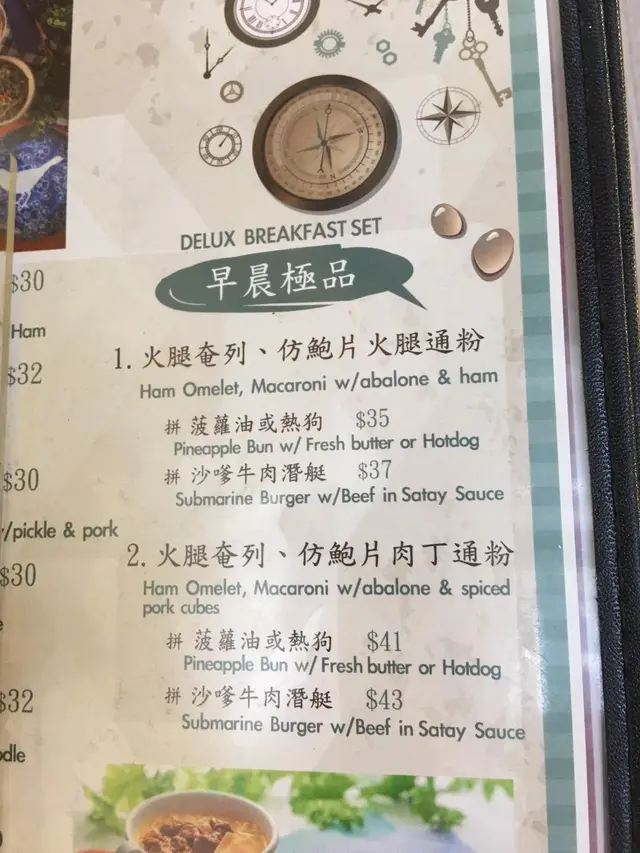 DELUX BREAKFAST SET
早晨極品
1. 火腿奄列、仿鮑片火腿通粉
Ham Omelet, Macaroni w/abalone & ham
拼 菠蘿油或熱狗 $35
Pineapple Bun w/ Fresh butter or Hotdog
拼 沙嗲牛肉潛艇 $37
Submarine Burger w/Beef in Satay Sauce
2. 火腿奄列、仿鮑片肉丁通粉
Ham Omelet, Macaroni w/abalone & spiced
pork cubes
拼 菠蘿油或熱狗 $41
Pineapple Bun w/ Fresh butter or Hotdog
拼 沙嗲牛肉潛艇 $43
Submarine Burger w/Beef in Satay Sauce
$30
Ham
$32
$30
/pickle & pork
$30
$32